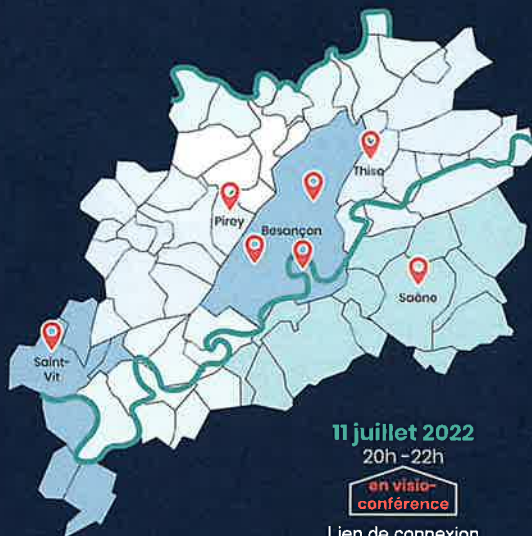 Thise
Pirey
Besançon
Saône
Saint-
Vit
11 juillet 2022
20h -22h
en visio-
conférence
Lien de connexion